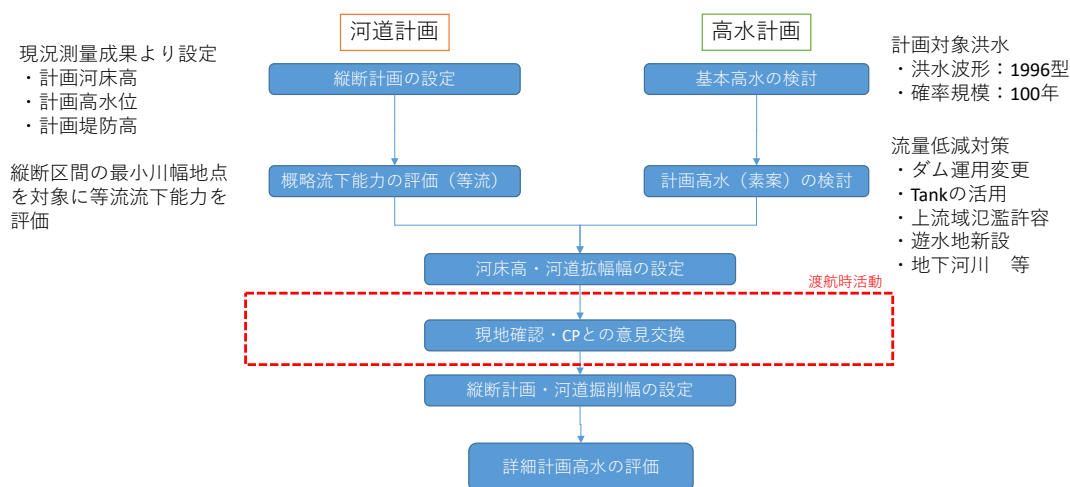 河道計画
高水計画
現況測量成果より設定
・計画河床高
・計画高水位
・計画堤防高
縦断計画の設定
基本高水の検討
計画対象洪水
・洪水波形：1996型
・確率規模：100年
縦断区間の最小川幅地点
を対象に等流流下能力を
評価
概略流下能力の評価（等流）
計画高水（素案）の検討
流量低減対策
・ダム運用変更
・Tankの活用
・上流域氾濫許容
・遊水地新設
・地下河川　等
河床高・河道拡幅幅の設定
渡航時活動
現地確認・CPとの意見交換
縦断計画・河道掘削幅の設定
詳細計画高水の評価